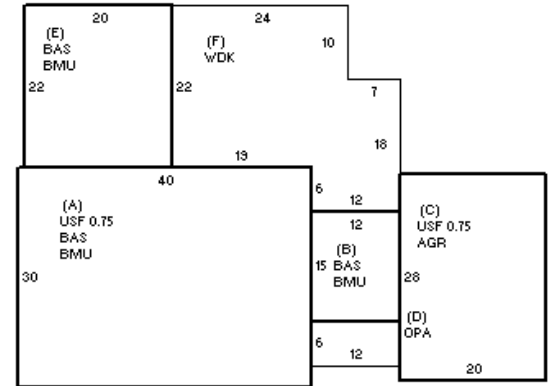 20
(E)
BAS
BMU
22
24
(F)
WDK
10
22
7
18
19
40
6
12
(A)
USF 0.75
BAS
BMU
30
12
(B)
15 BAS
BMU
(C)
USF 0.75
AGR
28
(D)
OPA
6
12
20